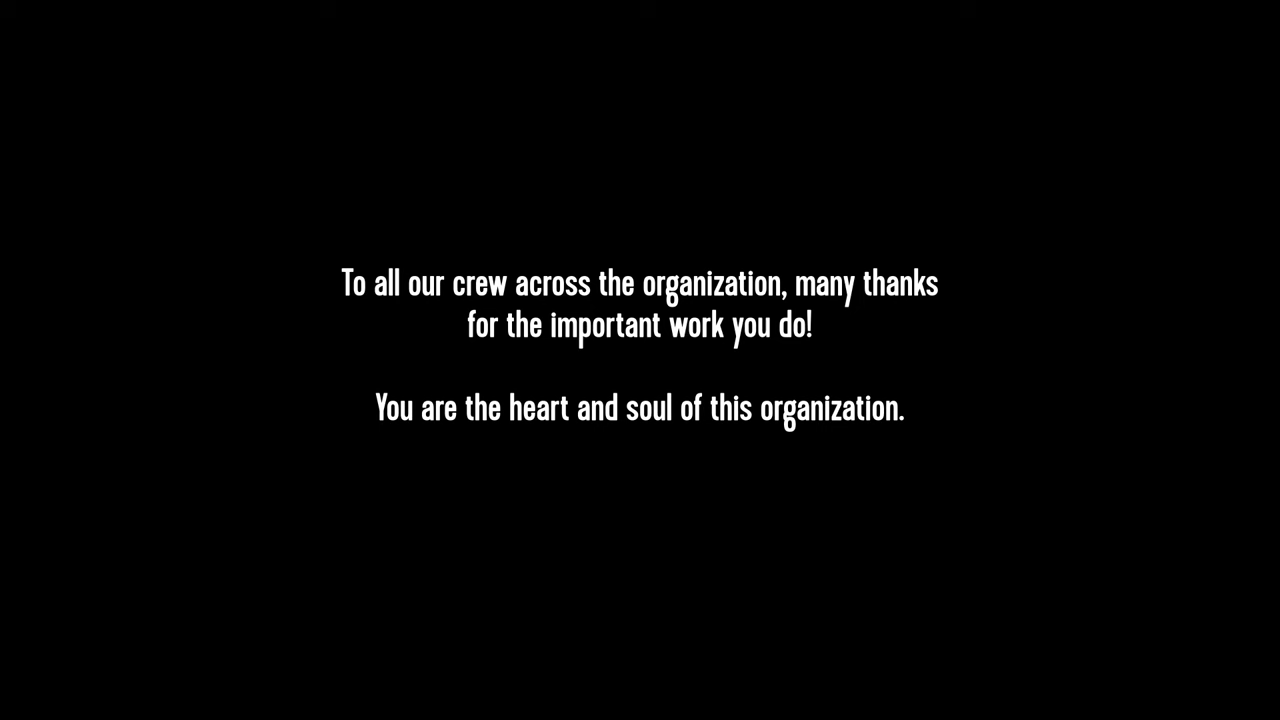 To all our crew across the organization, many thanks
for the important work you do!
You are the heart and soul of this organization.